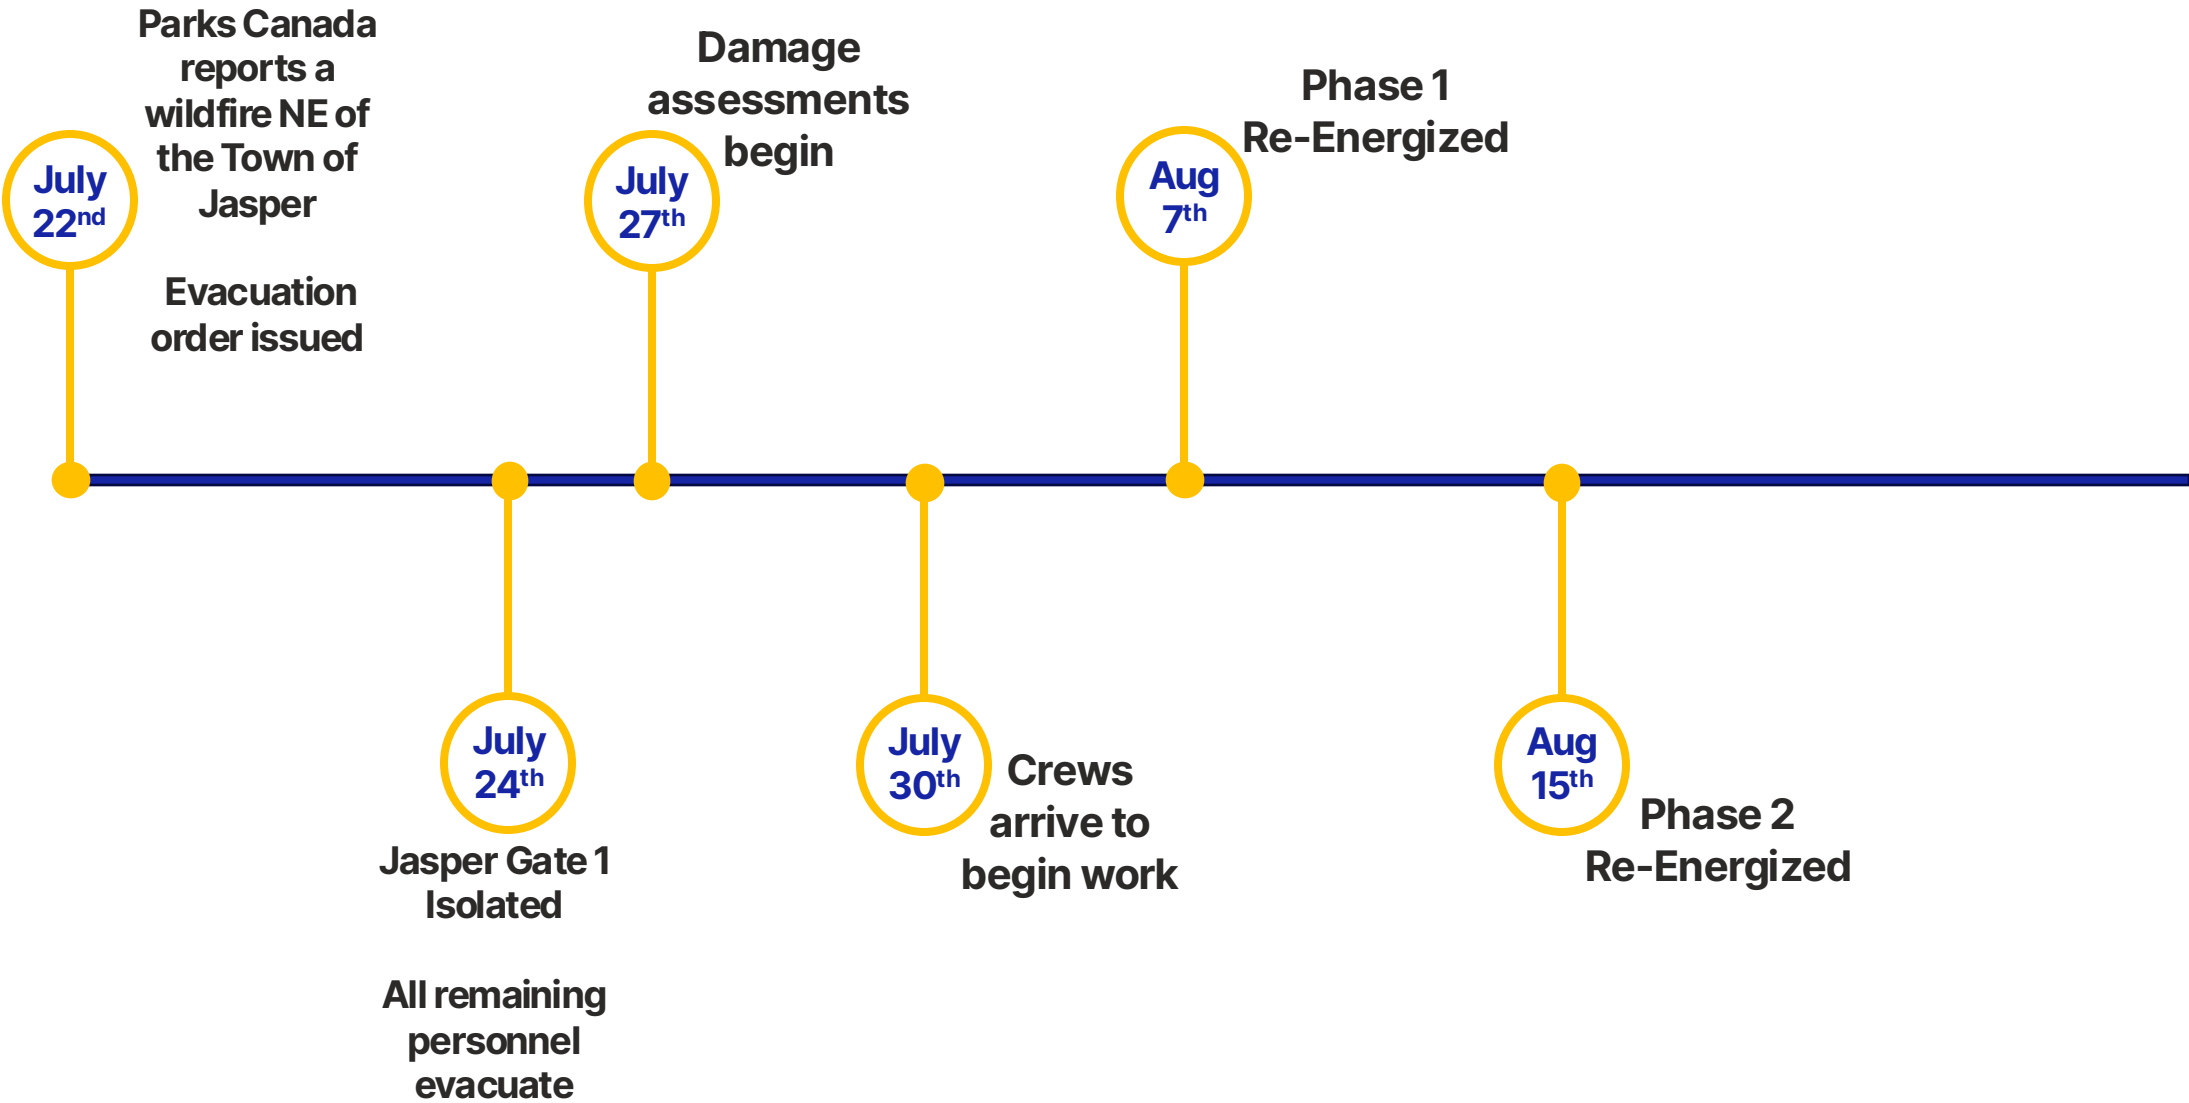 Parks Canada
reports a
wildfire NE of
the Town of
Jasper
Evacuation
order issued
July
22nd
Damage
assessments
begin
July
27th
Phase 1
Re-Energized
Aug
7th
July
24th
Jasper Gate 1
Isolated
All remaining
personnel
evacuate
July
30th
Crews
arrive to
begin work
Aug
15th
Phase 2
Re-Energized